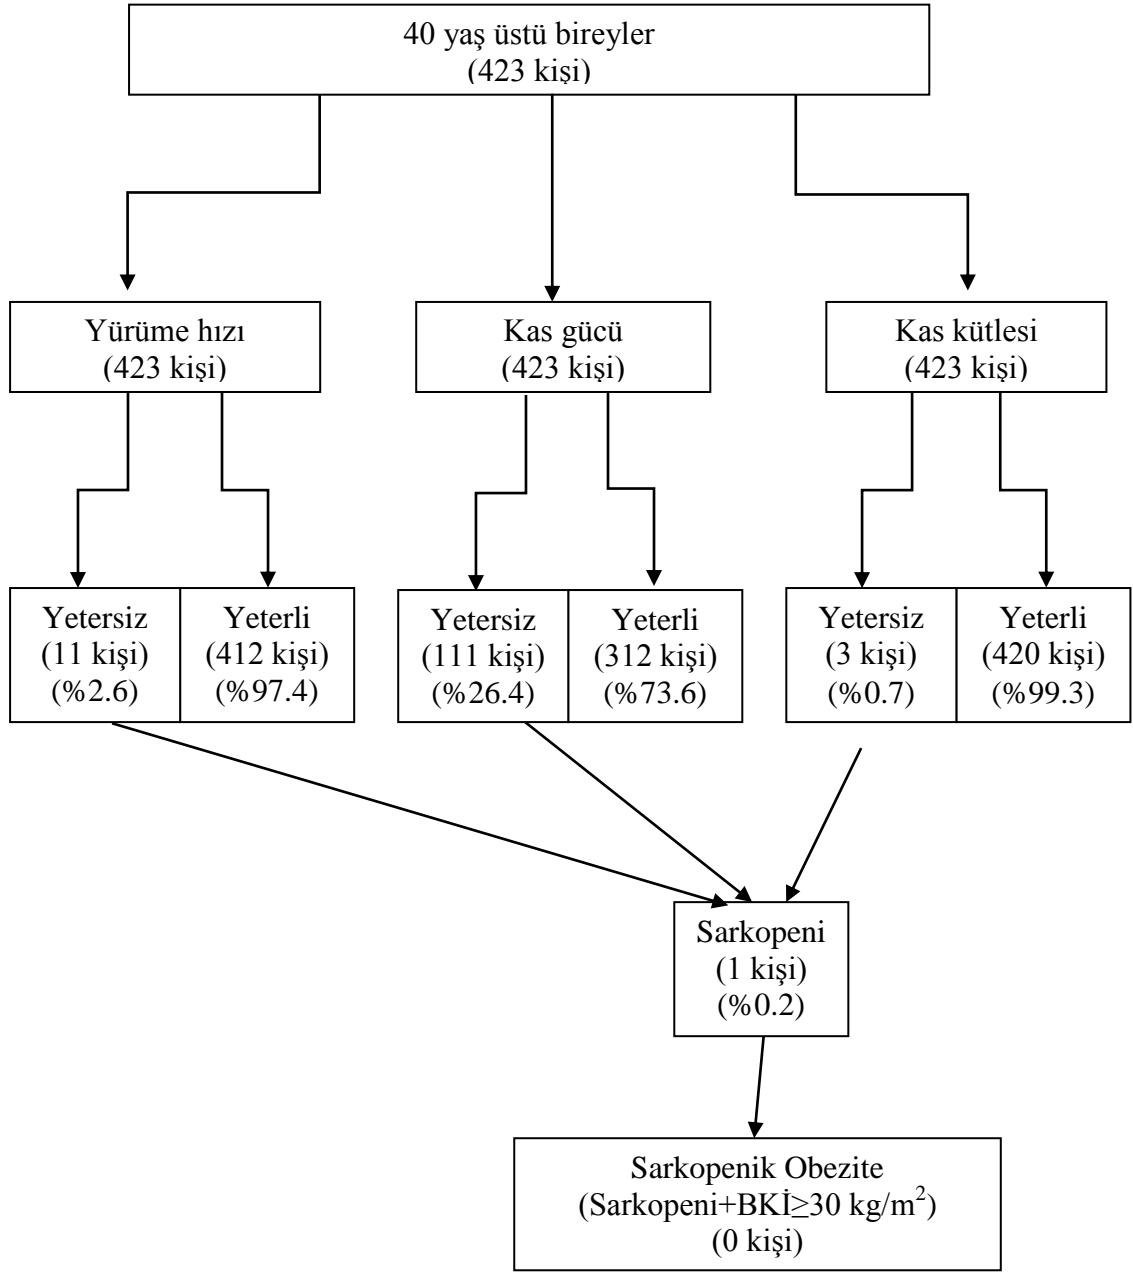 40 yaş üstü bireyler
(423 kişi)
Yürüme hızı
(423 kişi)
Kas gücü
(423 kişi)
Kas kütlesi
(423 kişi)
Yetersiz
(11 kişi)
(%2.6)
Yeterli
(412 kişi)
(%97.4)
Yetersiz
(111 kişi)
(%26.4)
Yeterli
(312 kişi)
(%73.6)
Yetersiz
(3 kişi)
(%0.7)
Yeterli
(420 kişi)
(%99.3)
Sarkopeni
(1 kişi)
(%0.2)
Sarkopenik Obezite
(Sarkopeni+BKİ≥30 kg/m²)
(0 kişi)